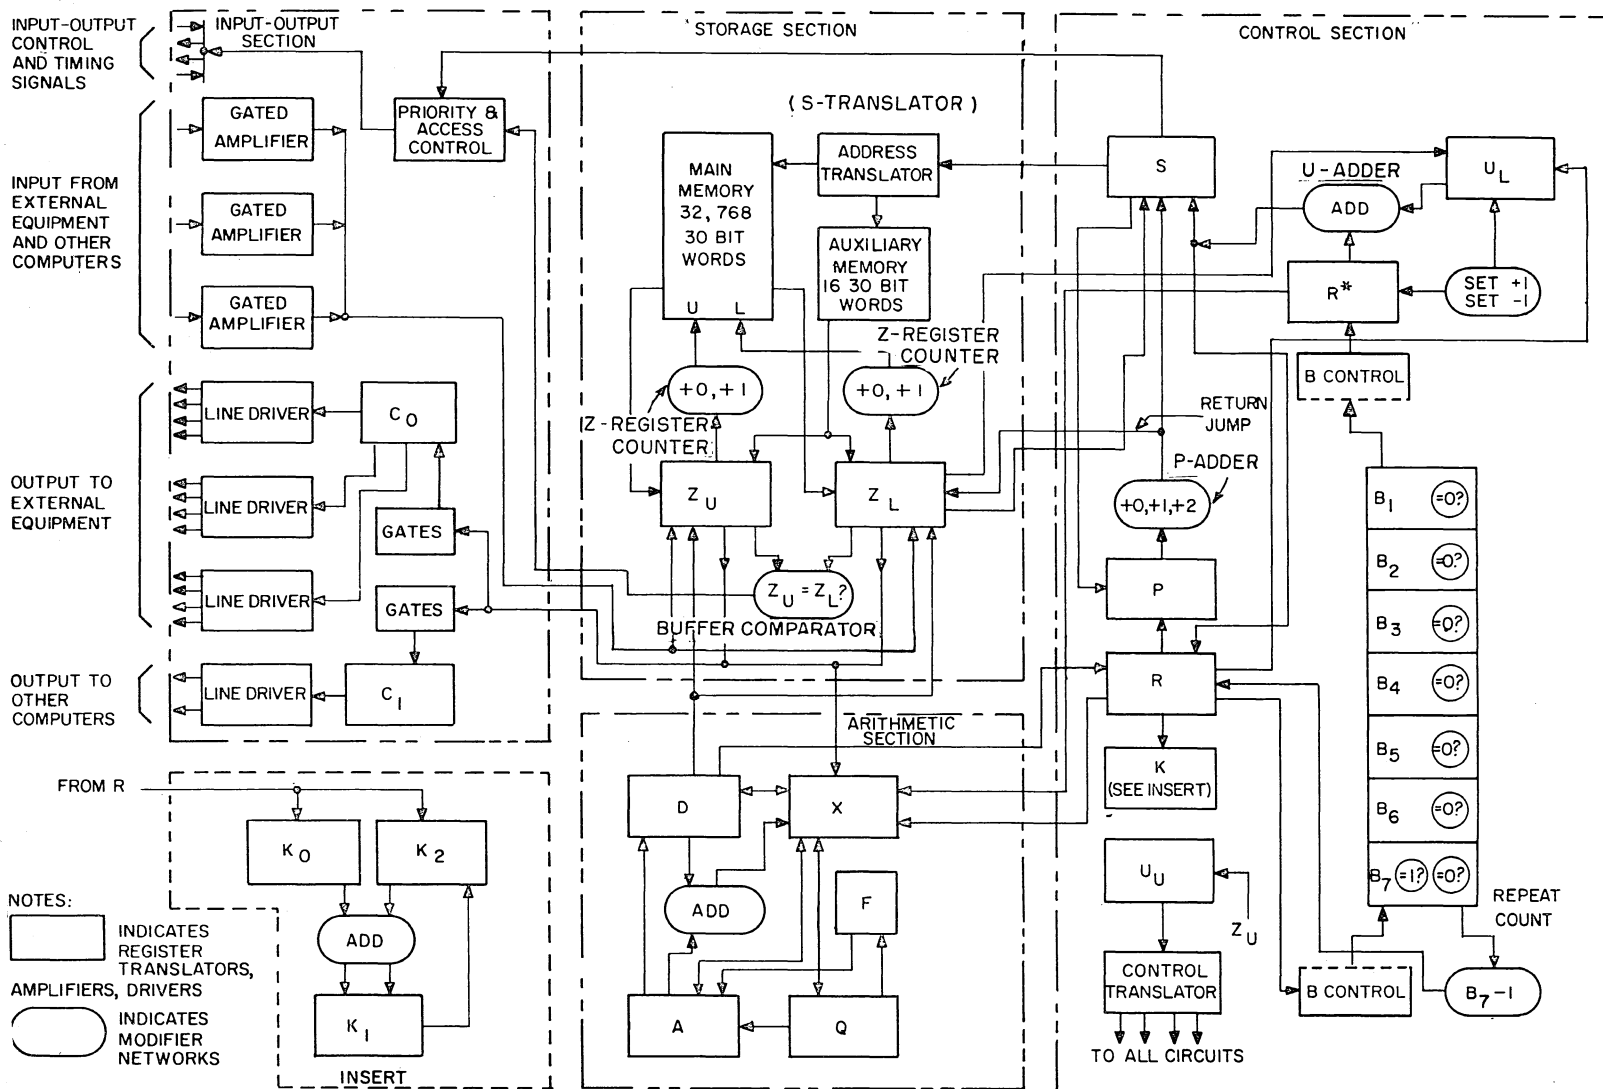 INPUT-OUTPUT
CONTROL
AND TIMING
SIGNALS
INPUT-OUTPUT
SECTION
GATED
AMPLIFIER
GATED
AMPLIFIER
GATED
AMPLIFIER
PRIORITY &
ACCESS
CONTROL
INPUT FROM
EXTERNAL
EQUIPMENT
AND OTHER
COMPUTERS
OUTPUT TO
EXTERNAL
EQUIPMENT
LINE DRIVER
LINE DRIVER
LINE DRIVER
C0
GATES
GATES
OUTPUT TO
OTHER
COMPUTERS
LINE DRIVER
C1
STORAGE SECTION
(S-TRANSLATOR)
MAIN
MEMORY
32,768
30 BIT
WORDS
U L
ADDRESS
TRANSLATOR
AUXILIARY
MEMORY
16 30 BIT
WORDS
Z-REGISTER
COUNTER
+0,+1
+0,+1
Z-REGISTER
COUNTER
ZU
ZL
ZU = ZL?
BUFFER COMPARATOR
ARITHMETIC
SECTION
D
X
ADD
F
A
Q
CONTROL SECTION
S
U-ADDER
ADD
UL
R*
SET +1
SET -1
B CONTROL
RETURN
JUMP
P-ADDER
+0,+1,+2
P
R
K
(SEE INSERT)
UU
ZU
CONTROL
TRANSLATOR
TO ALL CIRCUITS
B1 =0?
B2 =0?
B3 =0?
B4 =0?
B5 =0?
B6 =0?
B7 =1? =0?
REPEAT
COUNT
B CONTROL
B7-1
FROM R
K0
K2
ADD
K1
INSERT
NOTES:
INDICATES
REGISTER
TRANSLATORS,
AMPLIFIERS, DRIVERS
INDICATES
MODIFIER
NETWORKS